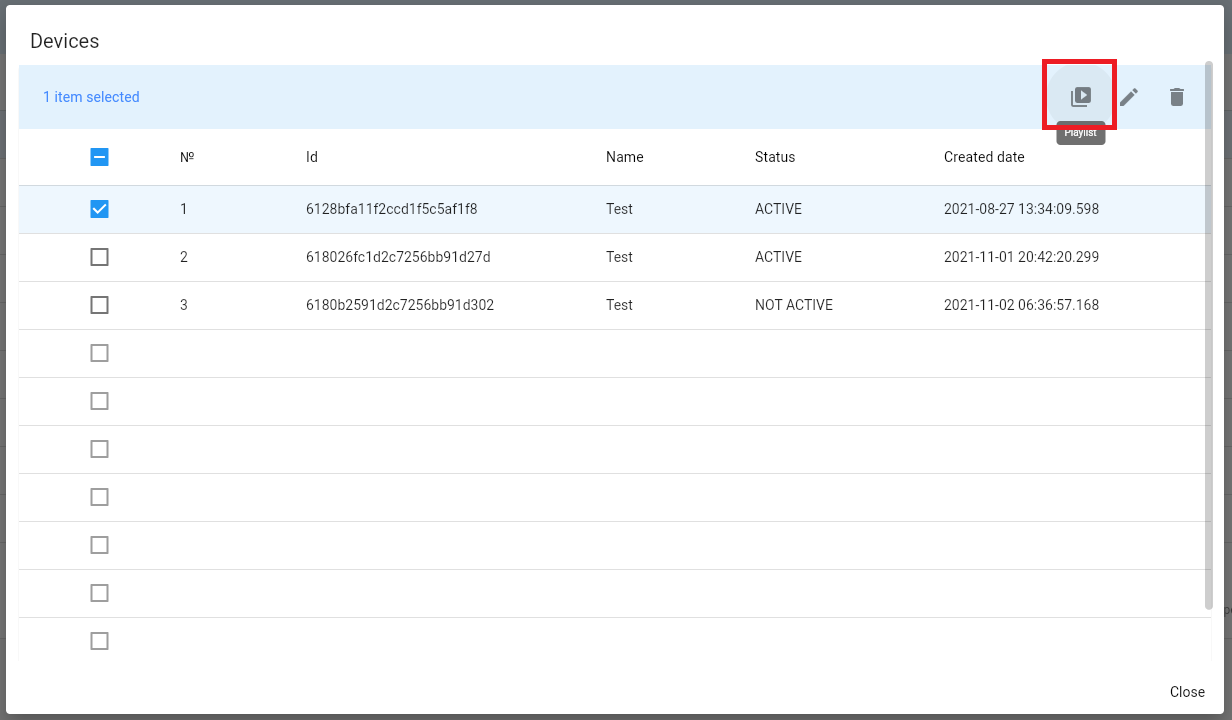 Devices
1 item selected
Playlist
№ Id Name Status Created date
1 6128bfa11f2ccd1f5c5af1f8 Test ACTIVE 2021-08-27 13:34:09.598
2 618026fc1d2c7256bb91d27d Test ACTIVE 2021-11-01 20:42:20.299
3 6180b2591d2c7256bb91d302 Test NOT ACTIVE 2021-11-02 06:36:57.168
Close